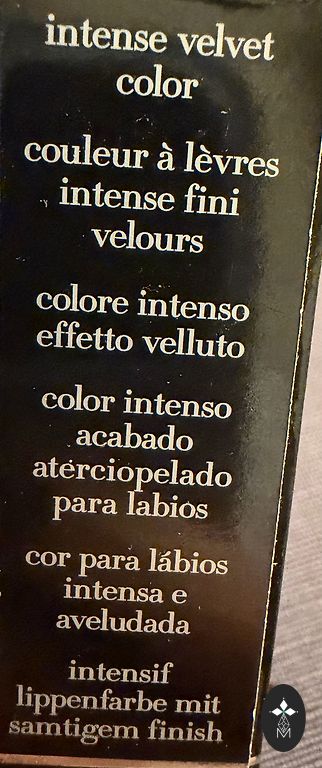 intense velvet
color
couleur à lèvres
intense fini
velours
colore intenso
effetto velluto
color intenso
acabado
aterciopelado
para labios
cor para lábios
intensa e
aveludada
intensif
lippenfarbe mit
samtigem finish